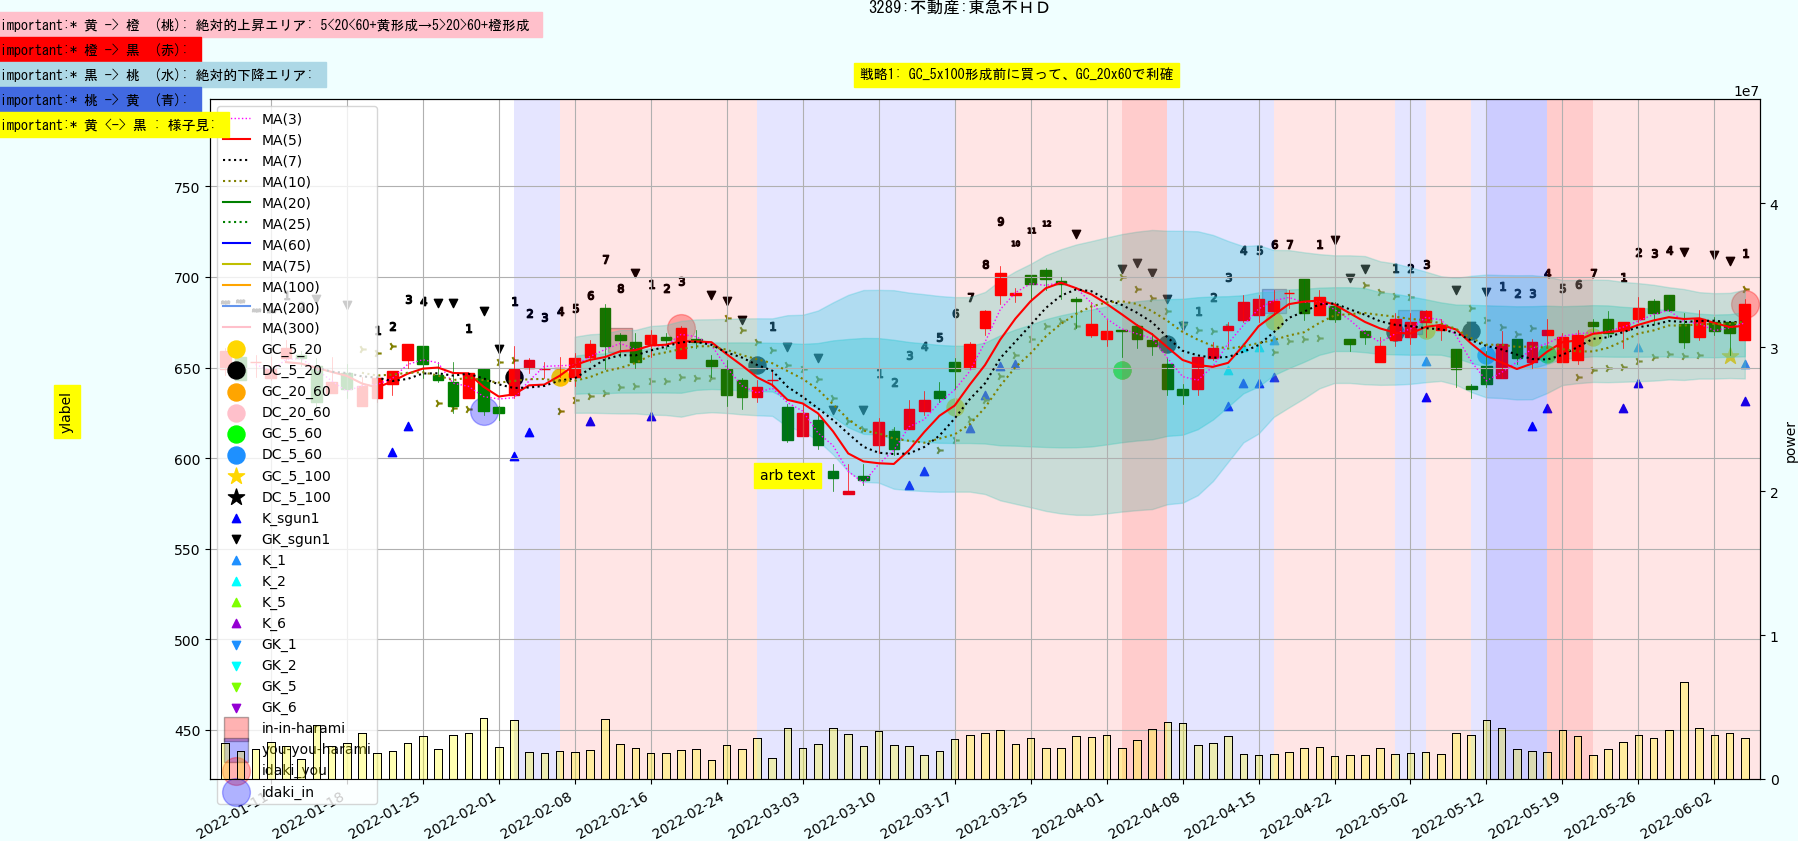 3289:不動産:東急不ＨＤ
important:* 黄 -> 橙 (桃): 絶対的上昇エリア: 5<20<60+黄形成→5>20>60+橙形成
important:* 橙 -> 黒 (赤):
important:* 黒 -> 桃 (水): 絶対的下降エリア:
important:* 桃 -> 黄 (青):
important:* 黄 <-> 黒 : 様子見:
戦略1: GC_5x100形成前に買って、GC_20x60で利確
1e7
MA(3)
MA(5)
MA(7)
MA(10)
MA(20)
MA(25)
MA(60)
MA(75)
MA(100)
MA(200)
MA(300)
GC_5_20
DC_5_20
GC_20_60
DC_20_60
GC_5_60
DC_5_60
GC_5_100
DC_5_100
K_sgun1
GK_sgun1
K_1
K_2
K_5
K_6
GK_1
GK_2
GK_5
GK_6
in-in-harami
you-you-harami
idaki_you
idaki_in
750
700
650
600
550
500
450
ylabel
arb text
4
3
2
1
0
power
2022-01-11
2022-01-18
2022-01-25
2022-02-01
2022-02-08
2022-02-16
2022-02-24
2022-03-03
2022-03-10
2022-03-17
2022-03-25
2022-04-01
2022-04-08
2022-04-15
2022-04-22
2022-05-02
2022-05-12
2022-05-19
2022-05-26
2022-06-02